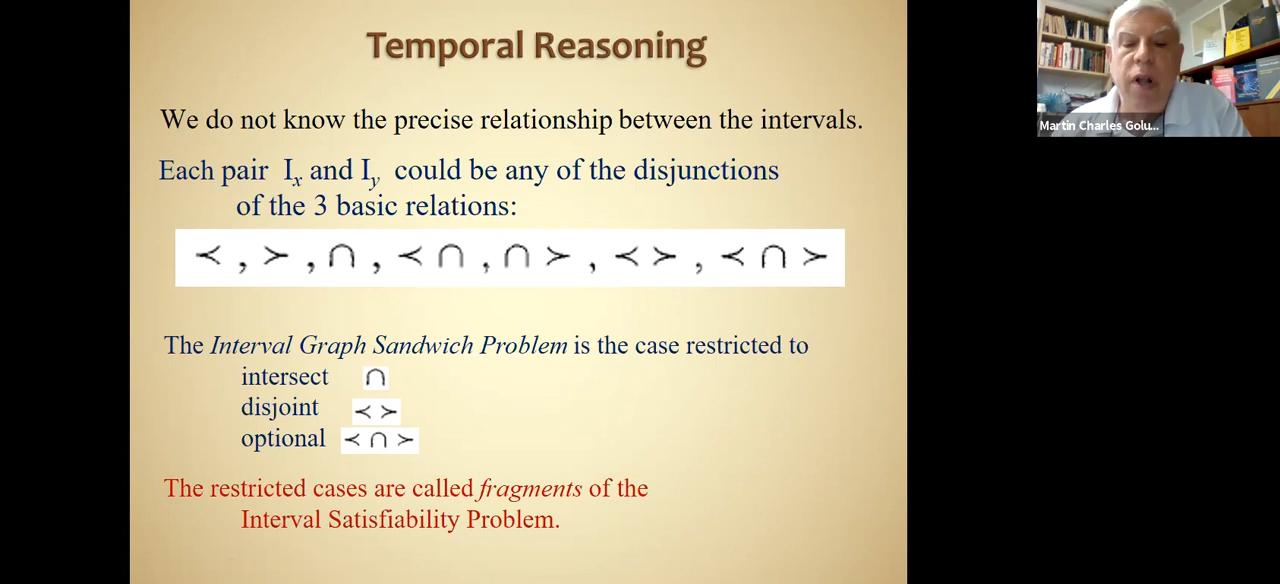 Temporal Reasoning
We do not know the precise relationship between the intervals.
Each pair Ix and Iy could be any of the disjunctions
of the 3 basic relations:
≺ , ≻ , ∩ , ≺ ∩ , ∩ ≻ , ≺ ≻ , ≺ ∩ ≻
The Interval Graph Sandwich Problem is the case restricted to
intersect ∩
disjoint ≺ ≻
optional ≺ ∩ ≻
The restricted cases are called fragments of the
Interval Satisfiability Problem.
Martin Charles Golu...